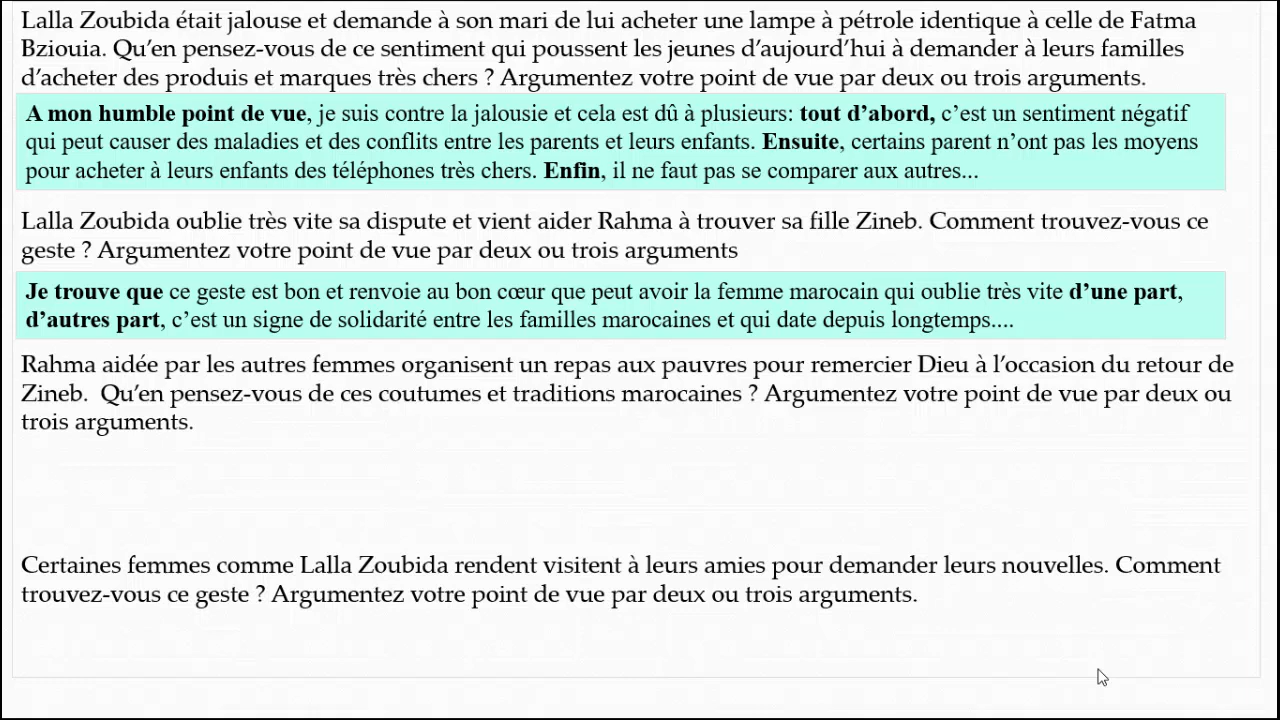 Lalla Zoubida était jalouse et demande à son mari de lui acheter une lampe à pétrole identique à celle de Fatma
Bziouia. Qu’en pensez-vous de ce sentiment qui poussent les jeunes d’aujourd’hui à demander à leurs familles
d’acheter des produis et marques très chers ? Argumentez votre point de vue par deux ou trois arguments.
A mon humble point de vue, je suis contre la jalousie et cela est dû à plusieurs: tout d’abord, c’est un sentiment négatif
qui peut causer des maladies et des conflits entre les parents et leurs enfants. Ensuite, certains parent n’ont pas les moyens
pour acheter à leurs enfants des téléphones très chers. Enfin, il ne faut pas se comparer aux autres...
Lalla Zoubida oublie très vite sa dispute et vient aider Rahma à trouver sa fille Zineb. Comment trouvez-vous ce
geste ? Argumentez votre point de vue par deux ou trois arguments
Je trouve que ce geste est bon et renvoie au bon cœur que peut avoir la femme marocain qui oublie très vite d’une part,
d’autres part, c’est un signe de solidarité entre les familles marocaines et qui date depuis longtemps....
Rahma aidée par les autres femmes organisent un repas aux pauvres pour remercier Dieu à l’occasion du retour de
Zineb. Qu’en pensez-vous de ces coutumes et traditions marocaines ? Argumentez votre point de vue par deux ou
trois arguments.
Certaines femmes comme Lalla Zoubida rendent visitent à leurs amies pour demander leurs nouvelles. Comment
trouvez-vous ce geste ? Argumentez votre point de vue par deux ou trois arguments.